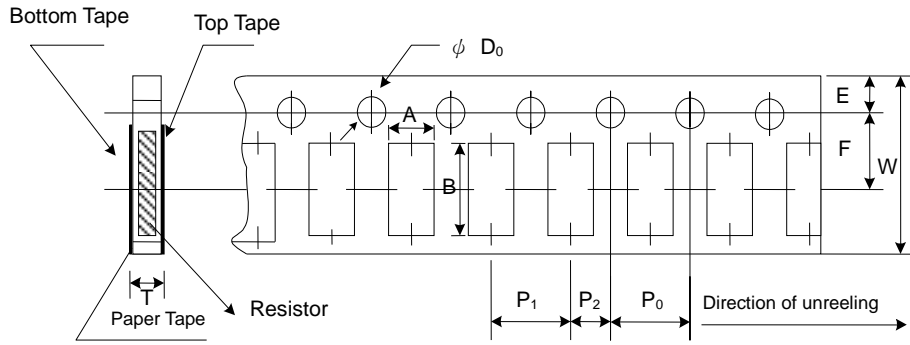 Bottom Tape
Top Tape
ψ D₀
A
E
F
W
B
T
Paper Tape
Resistor
P₁
P₂
P₀
Direction of unreeling